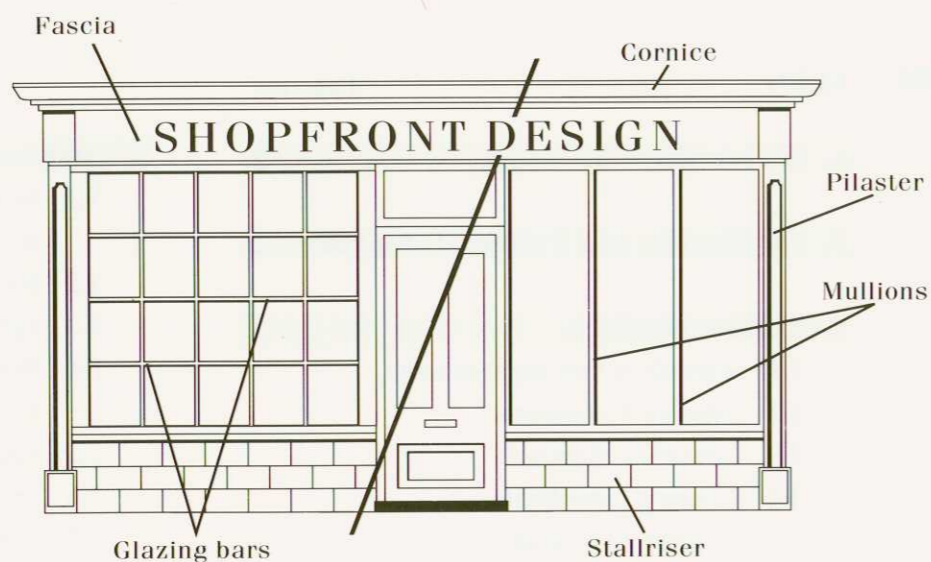 Fascia
Cornice
SHOPFRONT DESIGN
Pilaster
Mullions
Glazing bars
Stallriser